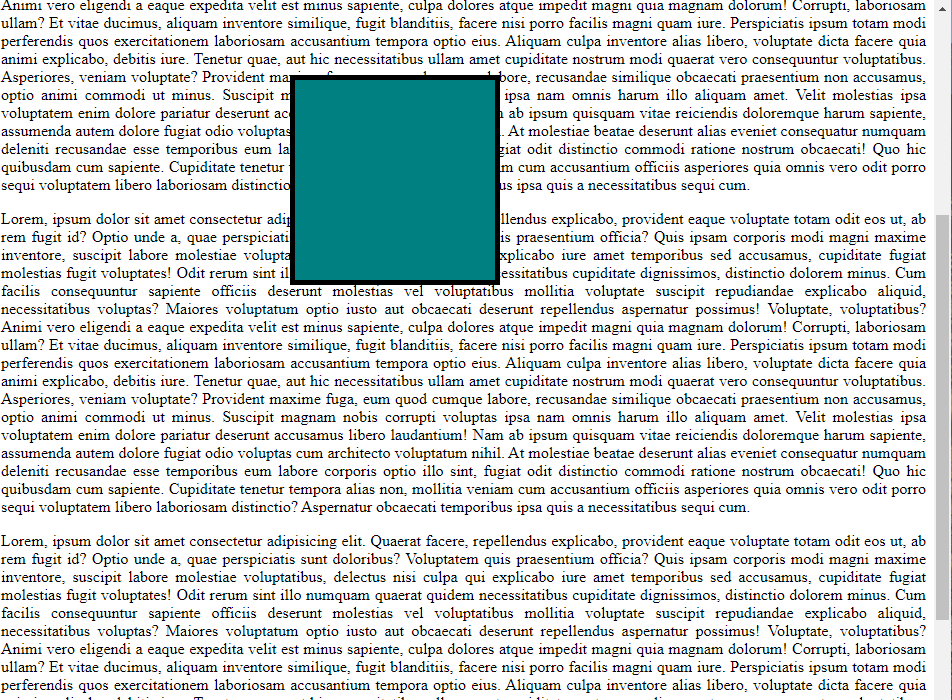 Animi vero eligendi a eaque expedita velit est minus sapiente, culpa dolores atque impedit magni quia magnam dolorum! Corrupti, laboriosam
ullam? Et vitae ducimus, aliquam inventore similique, fugit blanditiis, facere nisi porro facilis magni quam iure. Perspiciatis ipsum totam modi
perferendis quos exercitationem laboriosam accusantium tempora optio eius. Aliquam culpa inventore alias libero, voluptate dicta facere quia
animi explicabo, debitis iure. Tenetur quae, aut hic necessitatibus ullam amet cupiditate nostrum modi quaerat vero consequuntur voluptatibus.
Asperiores, veniam voluptate? Provident recusandae similique obcaecati praesentium non accusamus,
optio animi commodi ut minus. Suscipit ipsa nam omnis harum illo aliquam amet. Velit molestias ipsa
voluptatem enim dolore pariatur deserunt ab ipsum quisquam vitae reiciendis doloremque harum sapiente,
assumenda autem dolore fugiat odio At molestiae beatae deserunt alias eveniet consequatur numquam
deleniti recusandae esse temporibus eum odit distinctio commodi ratione nostrum obcaecati! Quo hic
quibusdam cum sapiente. Cupiditate tenetur cum accusantium officiis asperiores quia omnis vero odit porro
sequi voluptatem libero laboriosam ipsa quis a necessitatibus sequi cum.
Lorem, ipsum dolor sit amet consectetur explicabo, provident eaque voluptate totam odit eos ut, ab
rem fugit id? Optio unde a, quae praesentium officia? Quis ipsam corporis modi magni maxime
inventore, suscipit labore molestiae explicabo iure amet temporibus sed accusamus, cupiditate fugiat
molestias fugit voluptates! Odit rerum sint cupiditate dignissimos, distinctio dolorem minus. Cum
facilis consequuntur sapiente officiis deserunt molestias vel voluptatibus mollitia voluptate suscipit repudiandae explicabo aliquid,
necessitatibus voluptas? Maiores voluptatum optio iusto aut obcaecati deserunt repellendus aspernatur possimus! Voluptate, voluptatibus?
Animi vero eligendi a eaque expedita velit est minus sapiente, culpa dolores atque impedit magni quia magnam dolorum! Corrupti, laboriosam
ullam? Et vitae ducimus, aliquam inventore similique, fugit blanditiis, facere nisi porro facilis magni quam iure. Perspiciatis ipsum totam modi
perferendis quos exercitationem laboriosam accusantium tempora optio eius. Aliquam culpa inventore alias libero, voluptate dicta facere quia
animi explicabo, debitis iure. Tenetur quae, aut hic necessitatibus ullam amet cupiditate nostrum modi quaerat vero consequuntur voluptatibus.
Asperiores, veniam voluptate? Provident maxime fuga, eum quod cumque labore, recusandae similique obcaecati praesentium non accusamus,
optio animi commodi ut minus. Suscipit magnam nobis corrupti voluptas ipsa nam omnis harum illo aliquam amet. Velit molestias ipsa
voluptatem enim dolore pariatur deserunt accusamus libero laudantium! Nam ab ipsum quisquam vitae reiciendis doloremque harum sapiente,
assumenda autem dolore fugiat odio voluptas cum architecto voluptatum nihil. At molestiae beatae deserunt alias eveniet consequatur numquam
deleniti recusandae esse temporibus eum labore corporis optio illo sint, fugiat odit distinctio commodi ratione nostrum obcaecati! Quo hic
quibusdam cum sapiente. Cupiditate tenetur tempora alias non, mollitia veniam cum accusantium officiis asperiores quia omnis vero odit porro
sequi voluptatem libero laboriosam distinctio? Aspernatur obcaecati temporibus ipsa quis a necessitatibus sequi cum.
Lorem, ipsum dolor sit amet consectetur adipisicing elit. Quaerat facere, repellendus explicabo, provident eaque voluptate totam odit eos ut, ab
rem fugit id? Optio unde a, quae perspiciatis sunt doloribus? Voluptatem quis praesentium officia? Quis ipsam corporis modi magni maxime
inventore, suscipit labore molestiae voluptatibus, delectus nisi culpa qui explicabo iure amet temporibus sed accusamus, cupiditate fugiat
molestias fugit voluptates! Odit rerum sint illo numquam quaerat quidem necessitatibus cupiditate dignissimos, distinctio dolorem minus. Cum
facilis consequuntur sapiente officiis deserunt molestias vel voluptatibus mollitia voluptate suscipit repudiandae explicabo aliquid,
necessitatibus voluptas? Maiores voluptatum optio iusto aut obcaecati deserunt repellendus aspernatur possimus! Voluptate, voluptatibus?
Animi vero eligendi a eaque expedita velit est minus sapiente, culpa dolores atque impedit magni quia magnam dolorum! Corrupti, laboriosam
ullam? Et vitae ducimus, aliquam inventore similique, fugit blanditiis, facere nisi porro facilis magni quam iure. Perspiciatis ipsum totam modi
perferendis quos exercitationem laboriosam accusantium tempora optio eius. Aliquam culpa inventore alias libero, voluptate dicta facere quia